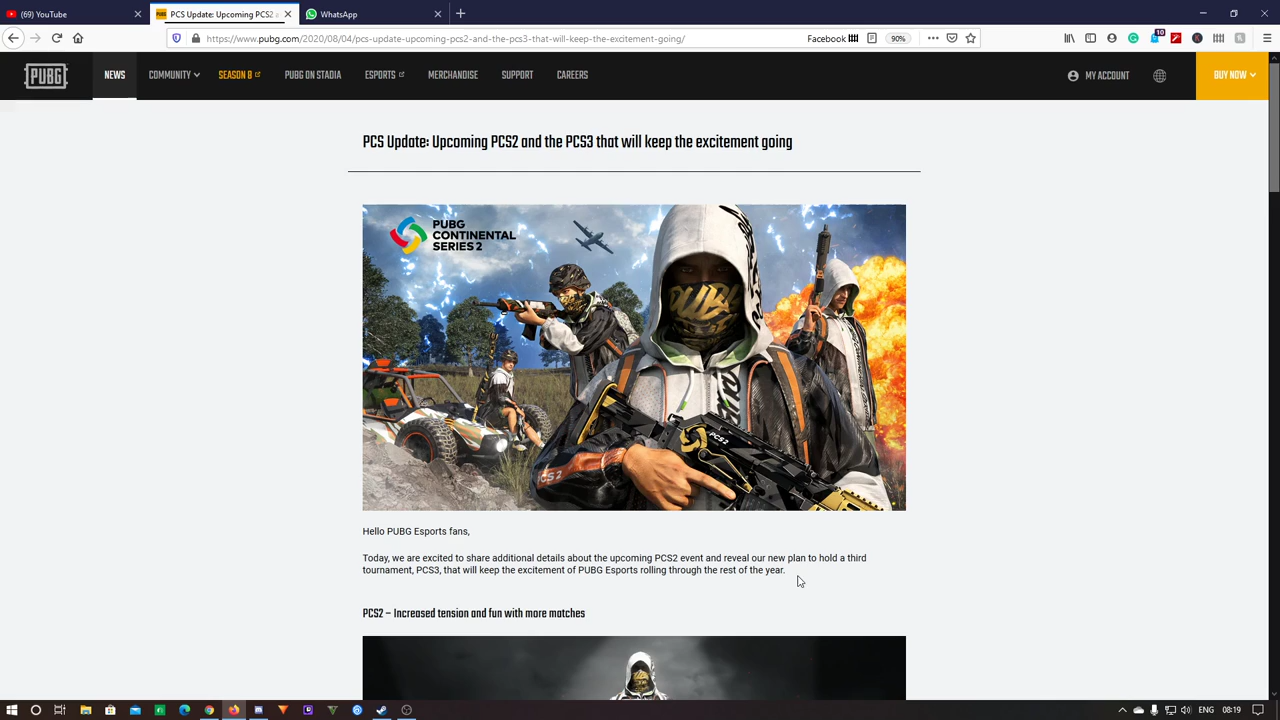 (69) YouTube
PCS Update: Upcoming PCS2
WhatsApp
https://www.pubg.com/2020/08/04/pcs-update-upcoming-pcs2-and-the-pcs3-that-will-keep-the-excitement-going/
Facebook
90%
10
PUBG
NEWS
COMMUNITY
SEASON 8
PUBG ON STADIA
ESPORTS
MERCHANDISE
SUPPORT
CAREERS
MY ACCOUNT
BUY NOW
PCS Update: Upcoming PCS2 and the PCS3 that will keep the excitement going
PUBG
CONTINENTAL
SERIES 2
PUBG
PCS2
PCS2
Hello PUBG Esports fans,
Today, we are excited to share additional details about the upcoming PCS2 event and reveal our new plan to hold a third
tournament, PCS3, that will keep the excitement of PUBG Esports rolling through the rest of the year.
PCS2 – Increased tension and fun with more matches
ENG
08:19